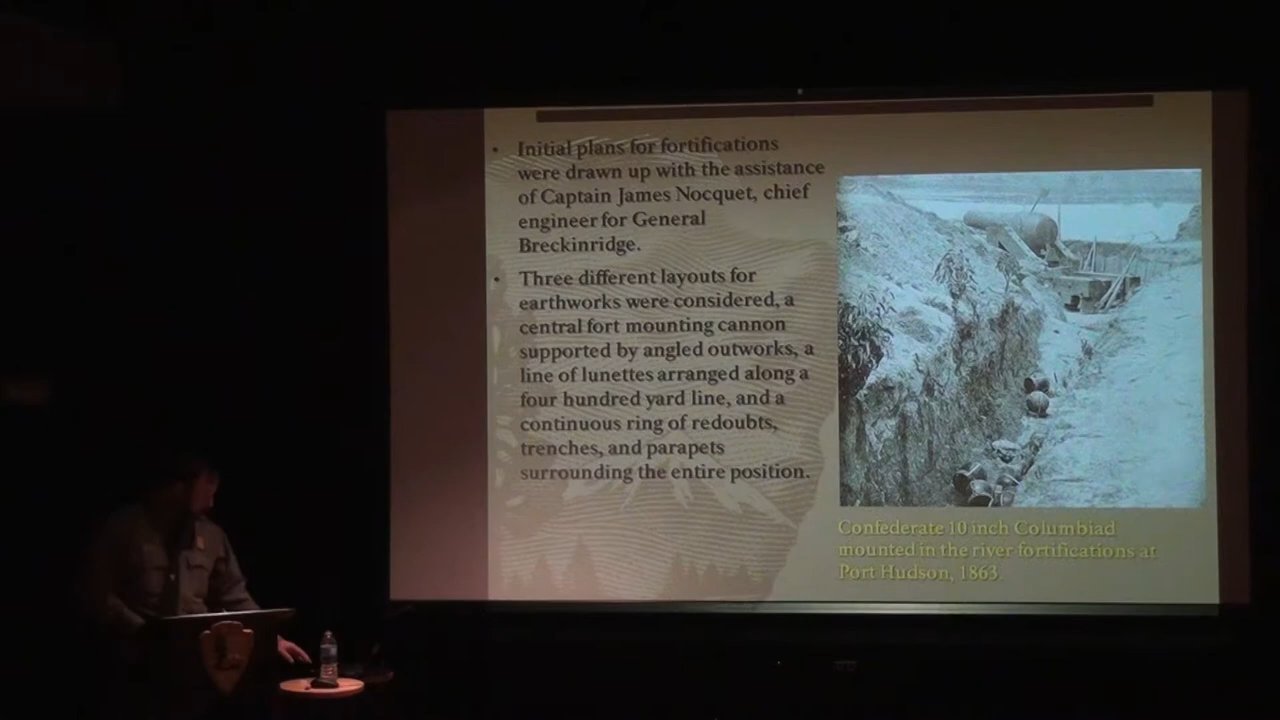 • Initial plans for fortifications
were drawn up with the assistance
of Captain James Nocquet, chief
engineer for General
Breckinridge.
• Three different layouts for
earthworks were considered, a
central fort mounting cannon
supported by angled outworks, a
line of lunettes arranged along a
four hundred yard line, and a
continuous ring of redoubts,
trenches, and parapets
surrounding the entire position.
Confederate 10 inch Columbiad
mounted in the river fortifications at
Port Hudson, 1863.